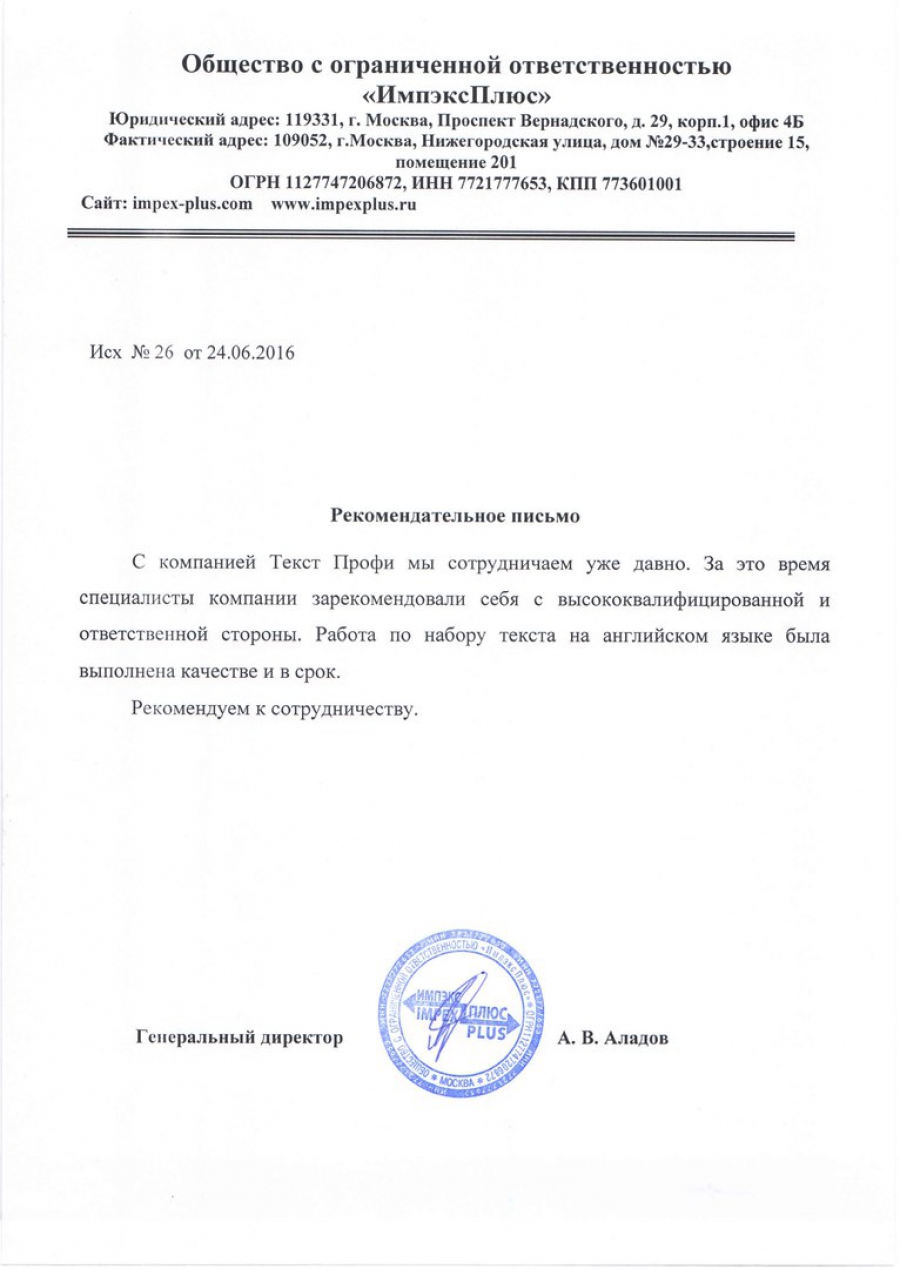 Общество с ограниченной ответственностью
«ИмпэксПлюс»
Юридический адрес: 119331, г. Москва, Проспект Вернадского, д. 29, корп.1, офис 4Б
Фактический адрес: 109052, г.Москва, Нижегородская улица, дом №29-33,строение 15,
помещение 201
ОГРН 1127747206872, ИНН 7721777653, КПП 773601001
Сайт: impex-plus.com www.impexplus.ru
Исх № 26 от 24.06.2016
Рекомендательное письмо
С компанией Текст Профи мы сотрудничаем уже давно. За это время
специалисты компании зарекомендовали себя с высококвалифицированной и
ответственной стороны. Работа по набору текста на английском языке была
выполнена качестве и в срок.
Рекомендуем к сотрудничеству.
Генеральный директор
ОБЩЕСТВО С ОГРАНИЧЕННОЙ ОТВЕТСТВЕННОСТЬЮ «ИмпэксПлюс» * ОГРН 1127747206872 * МОСКВА *
ИМПЭКС ПЛЮС
IMPEX PLUS
А. В. Аладов